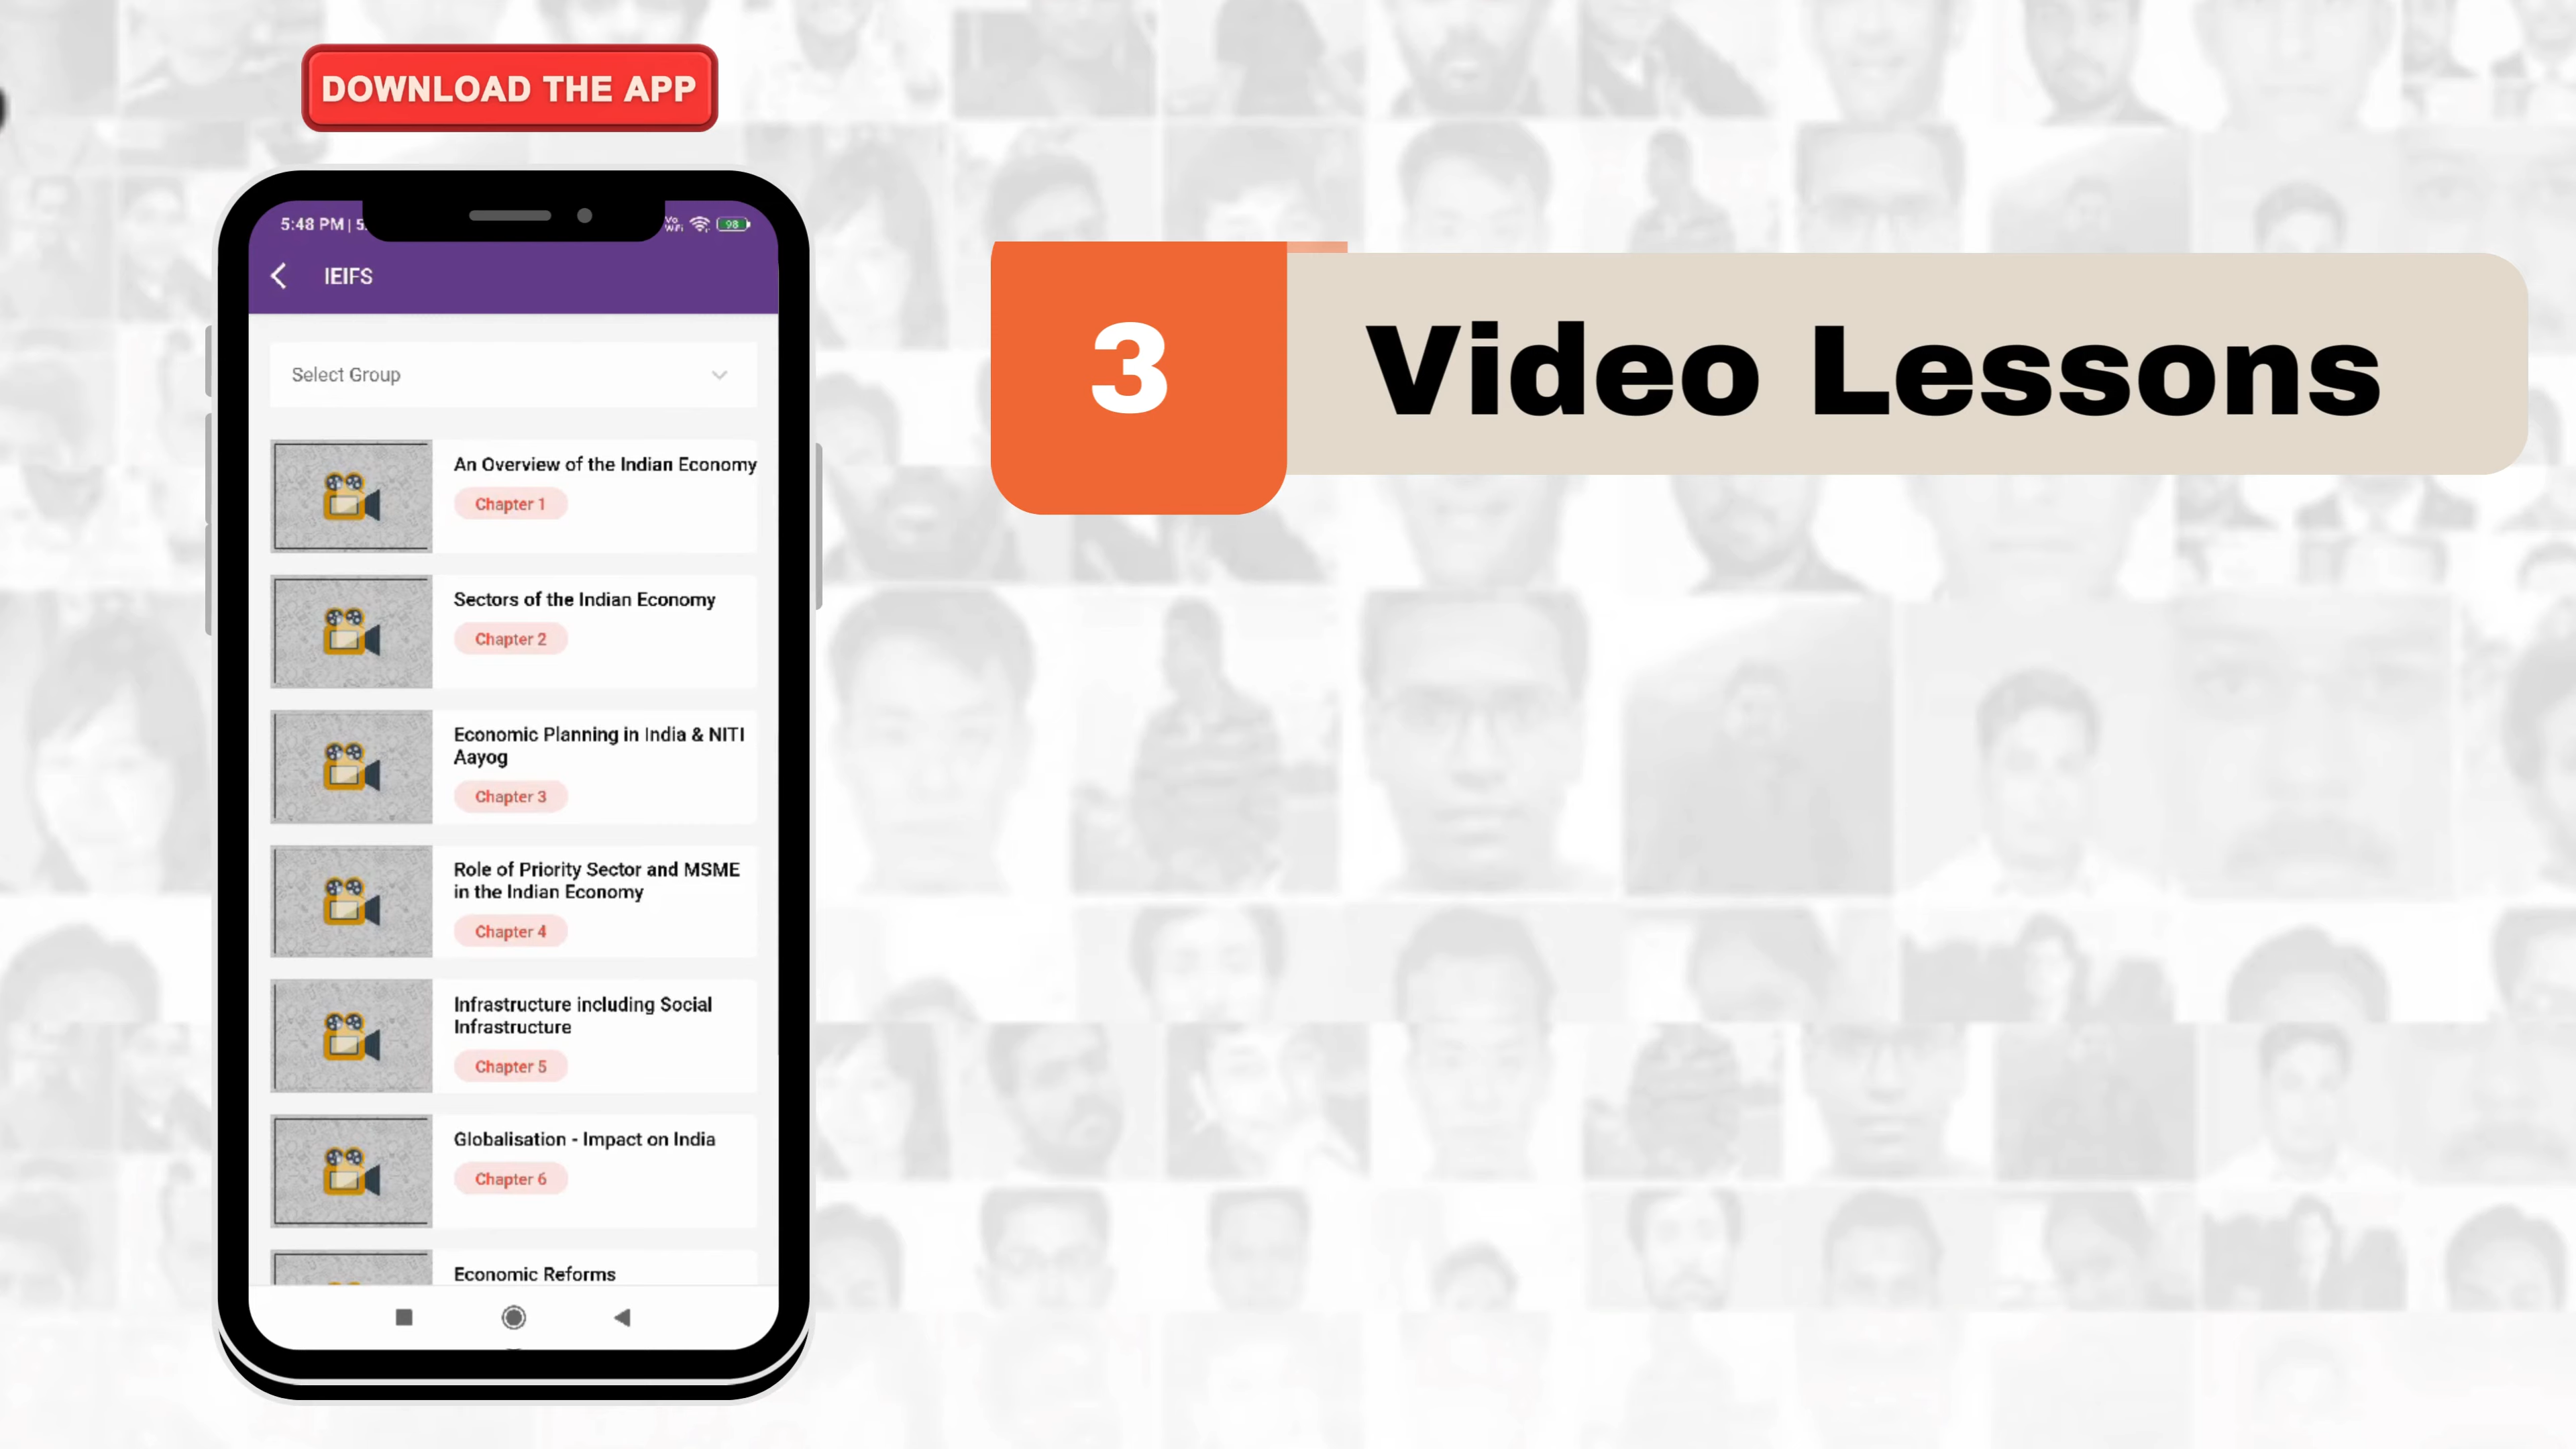 DOWNLOAD THE APP
5:48 PM | 5.
Vo
WiFi
98
IEIFS
Select Group
An Overview of the Indian Economy
Chapter 1
Sectors of the Indian Economy
Chapter 2
Economic Planning in India & NITI
Aayog
Chapter 3
Role of Priority Sector and MSME
in the Indian Economy
Chapter 4
Infrastructure including Social
Infrastructure
Chapter 5
Globalisation - Impact on India
Chapter 6
Economic Reforms
3
Video Lessons